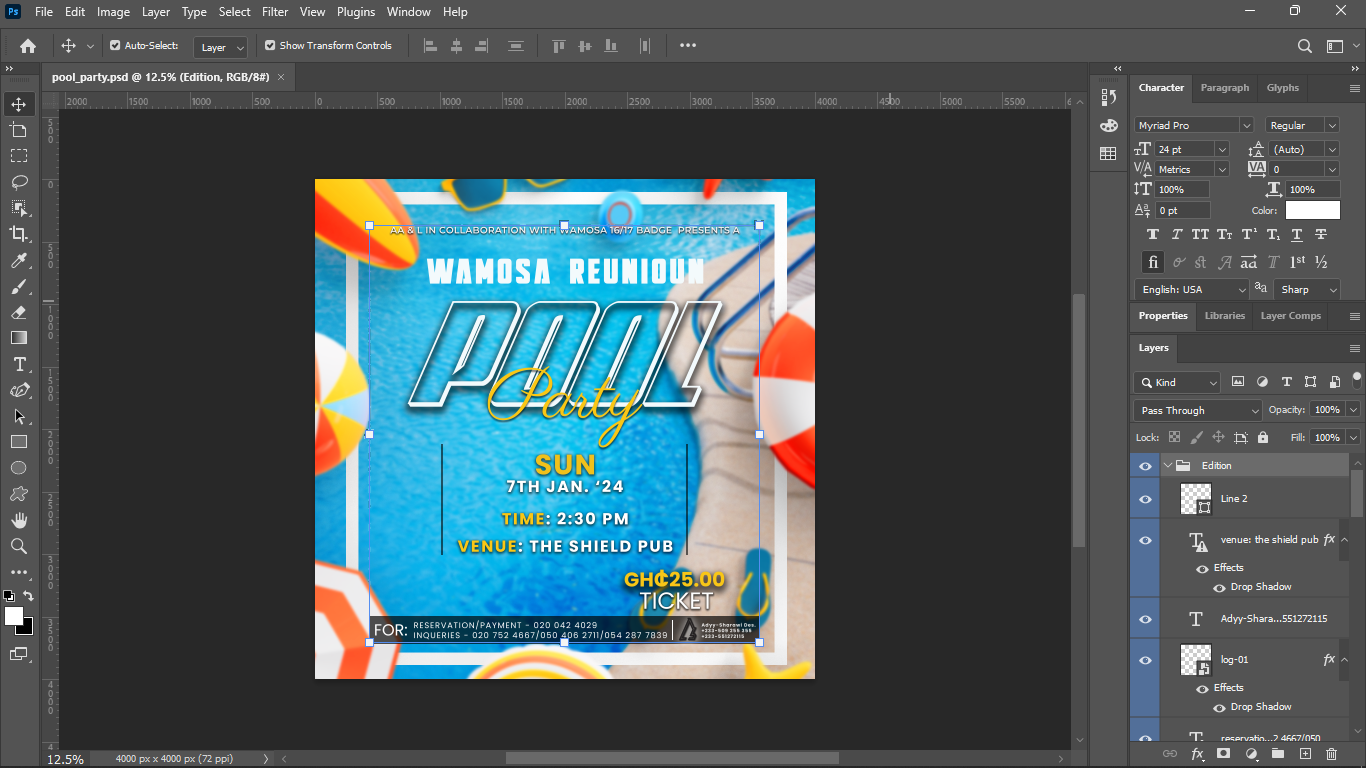 Ps File Edit Image Layer Type Select Filter View Plugins Window Help
Auto-Select: Layer Show Transform Controls
pool_party.psd @ 12.5% (Edition, RGB/8#)
2000 1500 1000 500 0 500 1000 1500 2000 2500 3000 3500 4000 4500 5000 5500
AA & L IN COLLABORATION WITH WAMOSA 16/17 BADGE PRESENTS A
WAMOSA REUNIOUN
POOL
Party
SUN
7TH JAN. ‘24
TIME: 2:30 PM
VENUE: THE SHIELD PUB
GH₵25.00
TICKET
FOR:
RESERVATION/PAYMENT - 020 042 4029
INQUERIES - 020 752 4667/050 406 2711/054 287 7839
Adyy-Sharawi Des.
+233-509 255 255
+233-551272115
12.5% 4000 px x 4000 px (72 ppi)
Character Paragraph Glyphs
Myriad Pro Regular
24 pt (Auto)
Metrics 0
100% 100%
0 pt Color:
English: USA Sharp
Properties Libraries Layer Comps
Layers
Kind
Pass Through Opacity: 100%
Lock: Fill: 100%
Edition
Line 2
venue: the shield pub fx
Effects
Drop Shadow
Adyy-Shara...551272115
log-01 fx
Effects
Drop Shadow
reservatio...2 4667/050